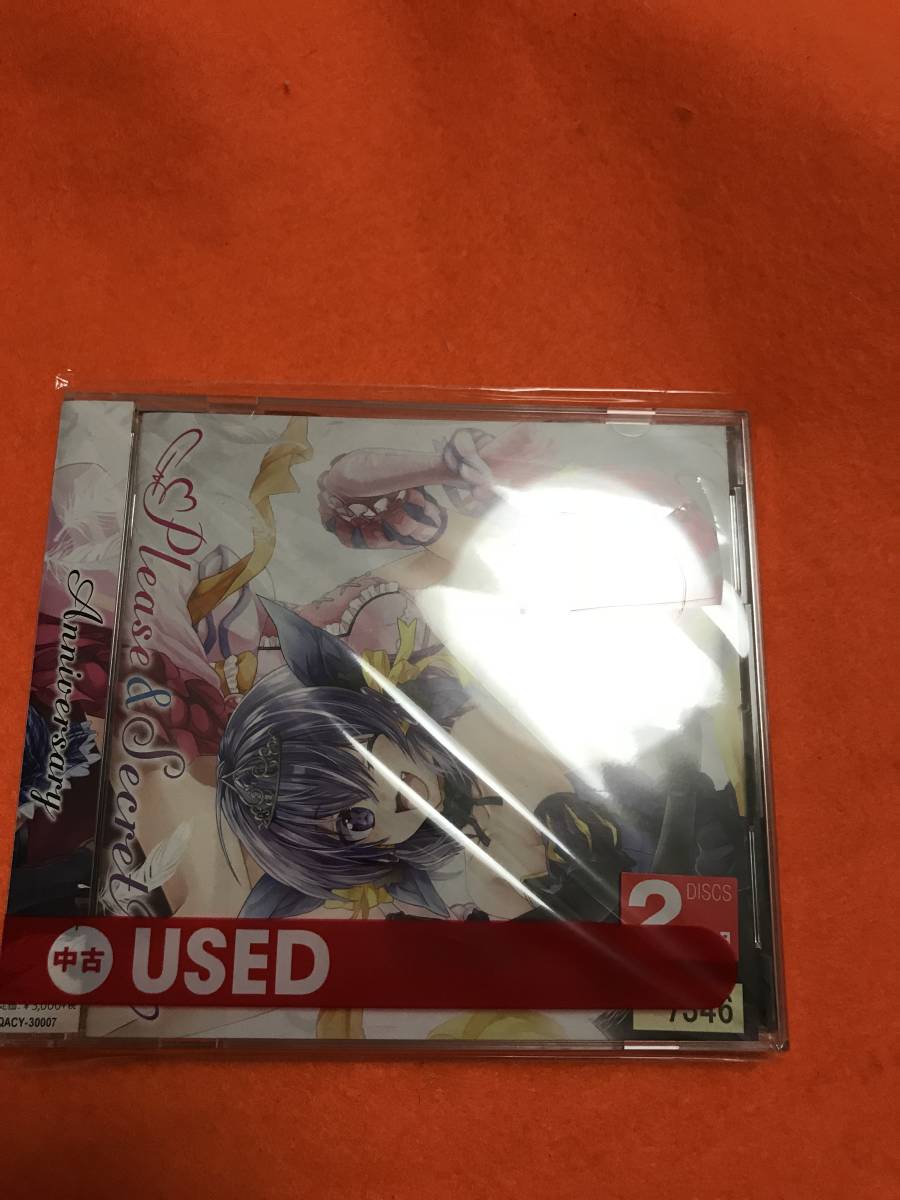 Please & Secret
Anniversary
2
DISCS
中古 USED
QACY-30007
7546